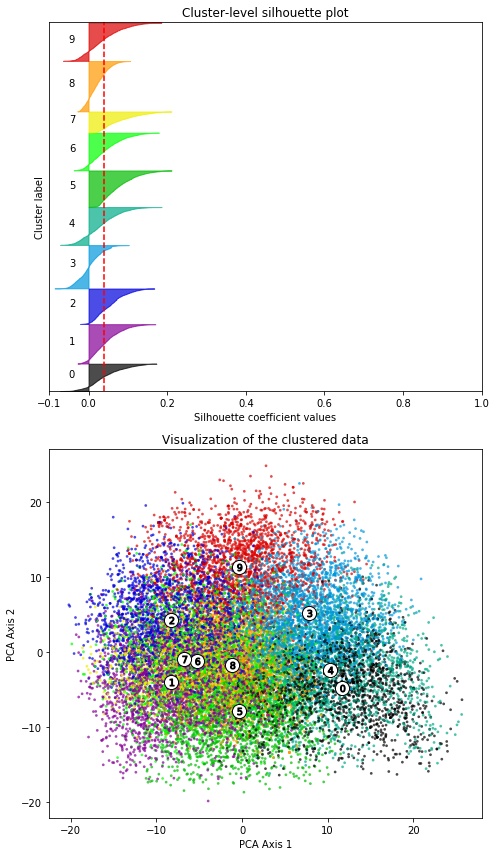 Cluster-level silhouette plot
Cluster label
9
8
7
6
5
4
3
2
1
0
−0.1 0.0 0.2 0.4 0.6 0.8 1.0
Silhouette coefficient values
Visualization of the clustered data
PCA Axis 2
20
10
0
−10
−20
9
3
2
7 6 8
4
1
0
5
−20 −10 0 10 20
PCA Axis 1